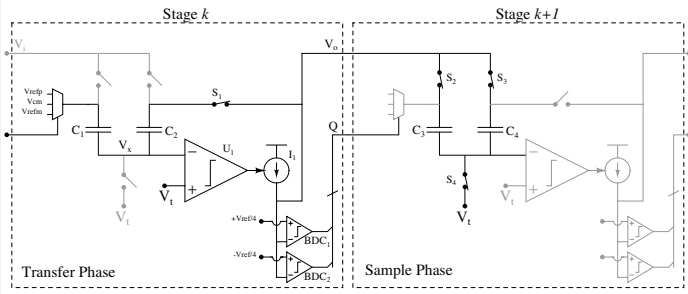 Stage k
Stage k+1
Vi
Vo
Vrefp
Vcm
Vrefm
S1
S2
S3
C1
C2
Q
C3
C4
Vx
U1
I1
S4
Vt
Vt
Vt
Vt
Vt
+Vref/4
BDC1
-Vref/4
BDC2
Transfer Phase
Sample Phase